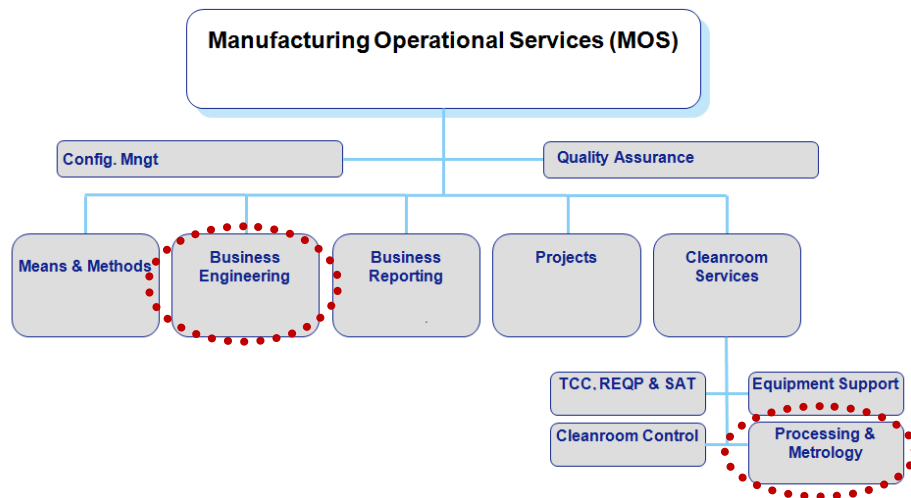 Manufacturing Operational Services (MOS)
Config. Mngt
Quality Assurance
Means & Methods
Business
Engineering
Business
Reporting
Projects
Cleanroom
Services
TCC, REQP & SAT
Equipment Support
Cleanroom Control
Processing &
Metrology